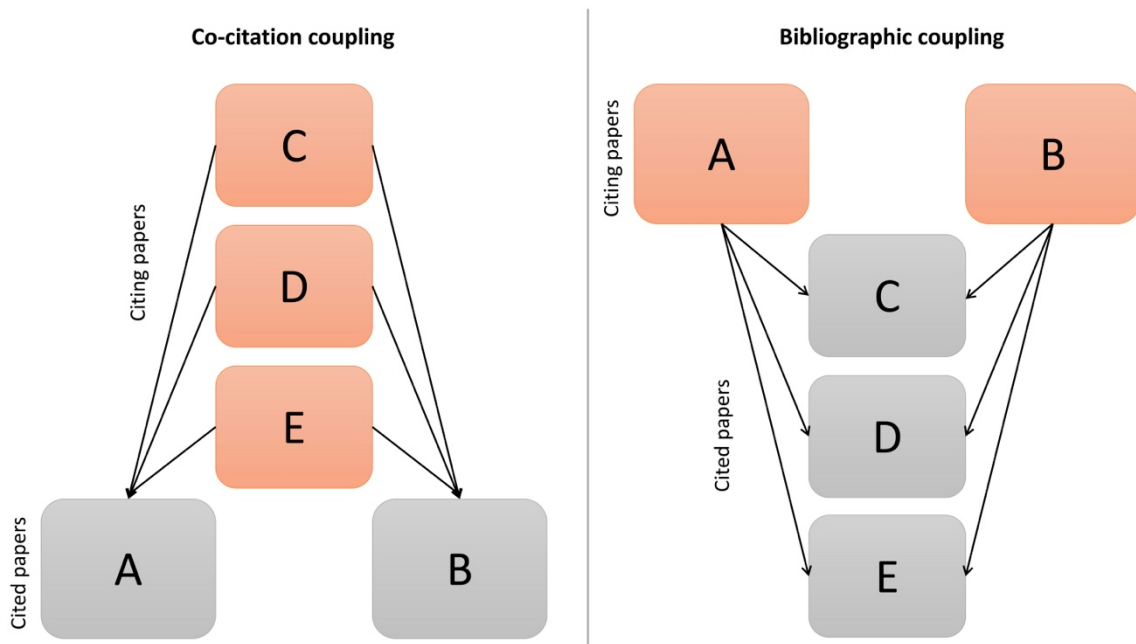 Co-citation coupling
Citing papers
C
D
E
Cited papers
A
B
Bibliographic coupling
Citing papers
A
B
Cited papers
C
D
E